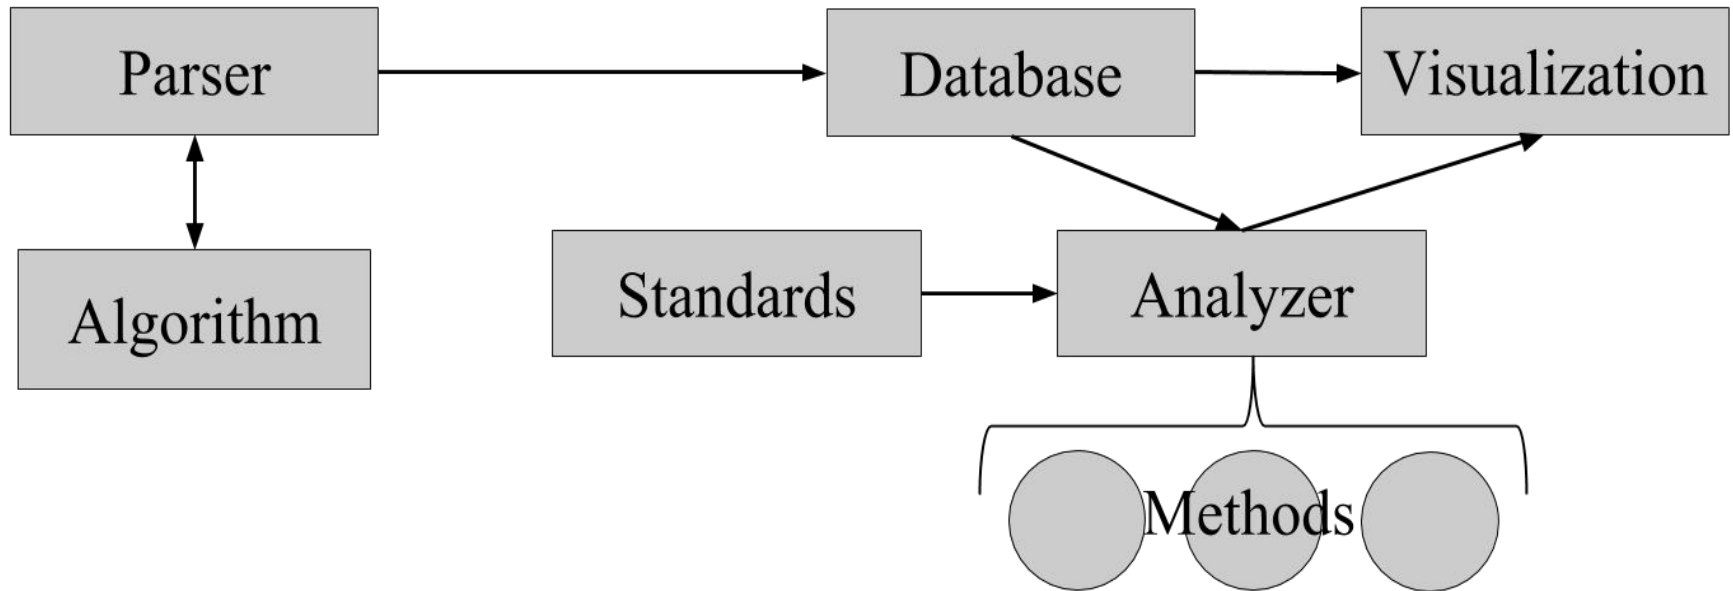 Parser
Database
Visualization
Algorithm
Standards
Analyzer
Methods